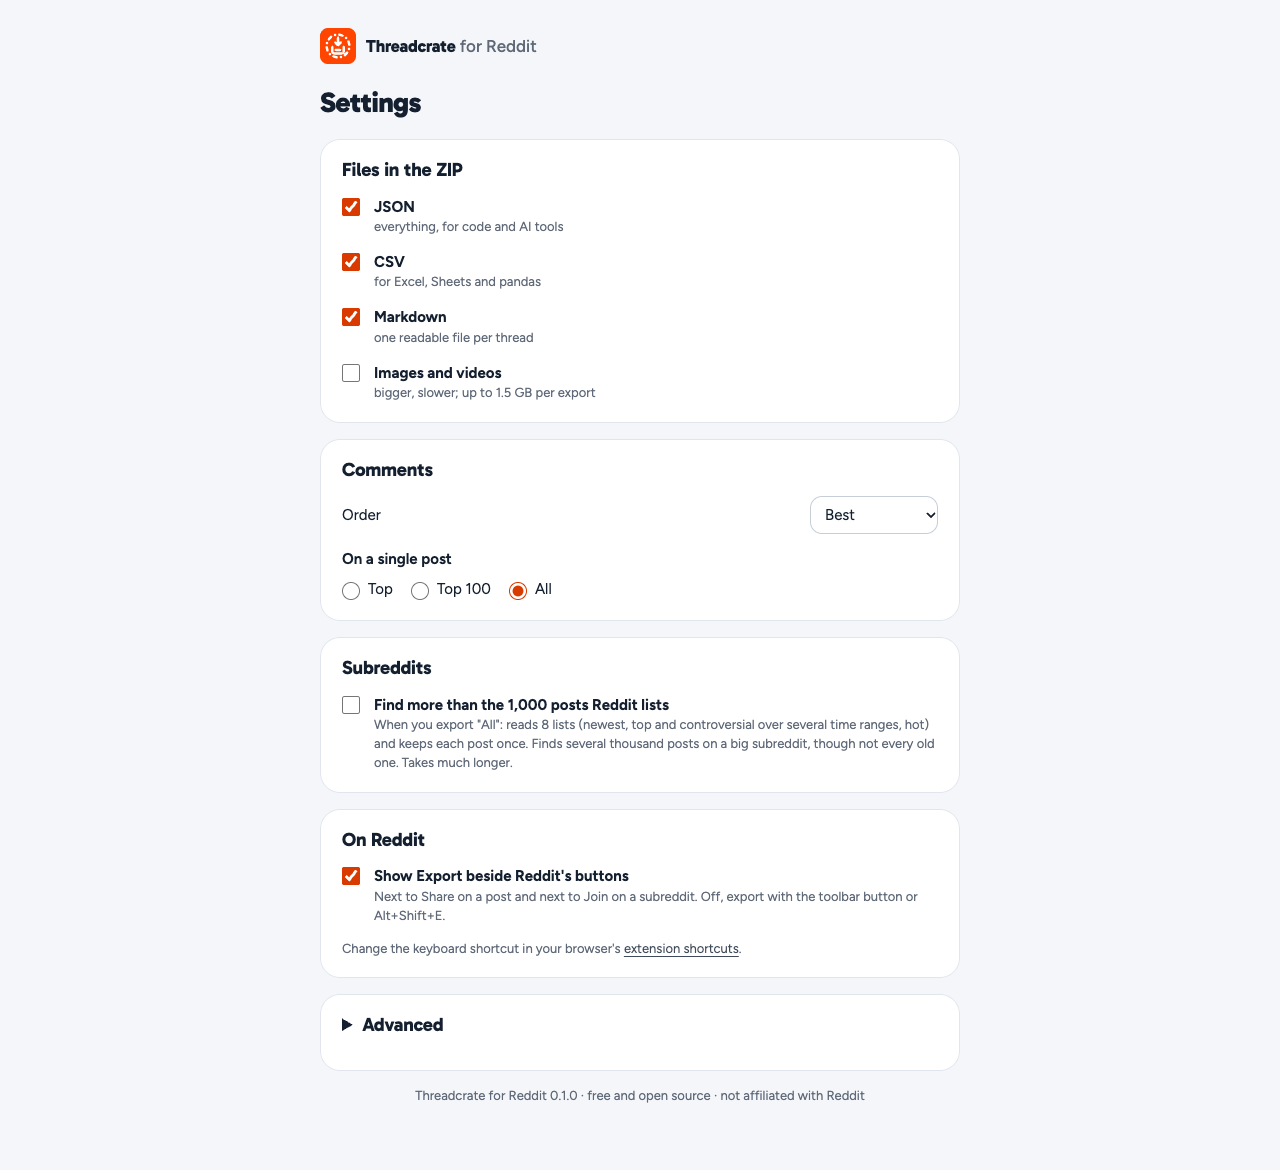 Threadcrate for Reddit
Settings
Files in the ZIP
JSON
everything, for code and AI tools
CSV
for Excel, Sheets and pandas
Markdown
one readable file per thread
Images and videos
bigger, slower; up to 1.5 GB per export
Comments
Order
Best
On a single post
Top
Top 100
All
Subreddits
Find more than the 1,000 posts Reddit lists
When you export "All": reads 8 lists (newest, top and controversial over several time ranges, hot)
and keeps each post once. Finds several thousand posts on a big subreddit, though not every old
one. Takes much longer.
On Reddit
Show Export beside Reddit's buttons
Next to Share on a post and next to Join on a subreddit. Off, export with the toolbar button or
Alt+Shift+E.
Change the keyboard shortcut in your browser's extension shortcuts.
Advanced
Threadcrate for Reddit 0.1.0 · free and open source · not affiliated with Reddit